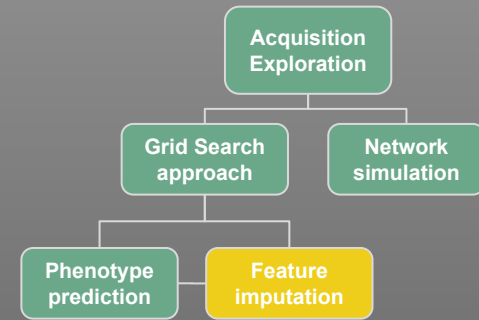 Acquisition
Exploration
Grid Search
approach
Network
simulation
Phenotype
prediction
Feature
imputation